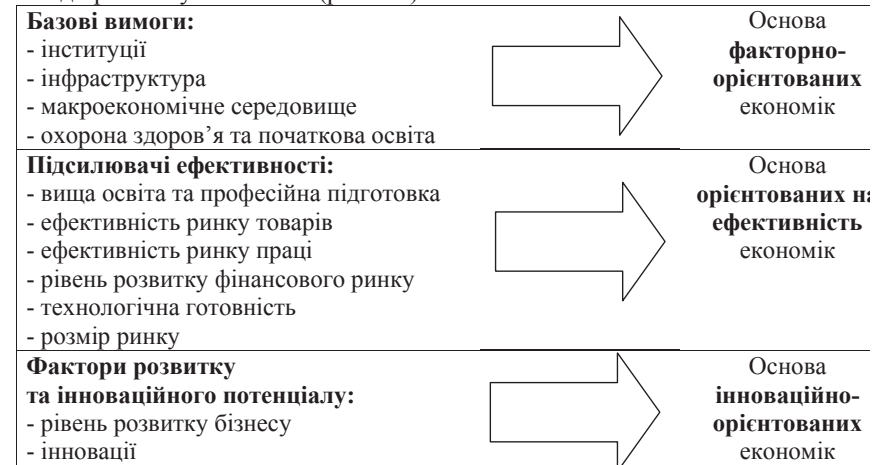 Базові вимоги:
- інституції
- інфраструктура
- макроекономічне середовище
- охорона здоров’я та початкова освіта
Основа
факторно-
орієнтованих
економік
Підсилювачі ефективності:
- вища освіта та професійна підготовка
- ефективність ринку товарів
- ефективність ринку праці
- рівень розвитку фінансового ринку
- технологічна готовність
- розмір ринку
Основа
орієнтованих на
ефективність
економік
Фактори розвитку
та інноваційного потенціалу:
- рівень розвитку бізнесу
- інновації
Основа
інноваційно-
орієнтованих
економік